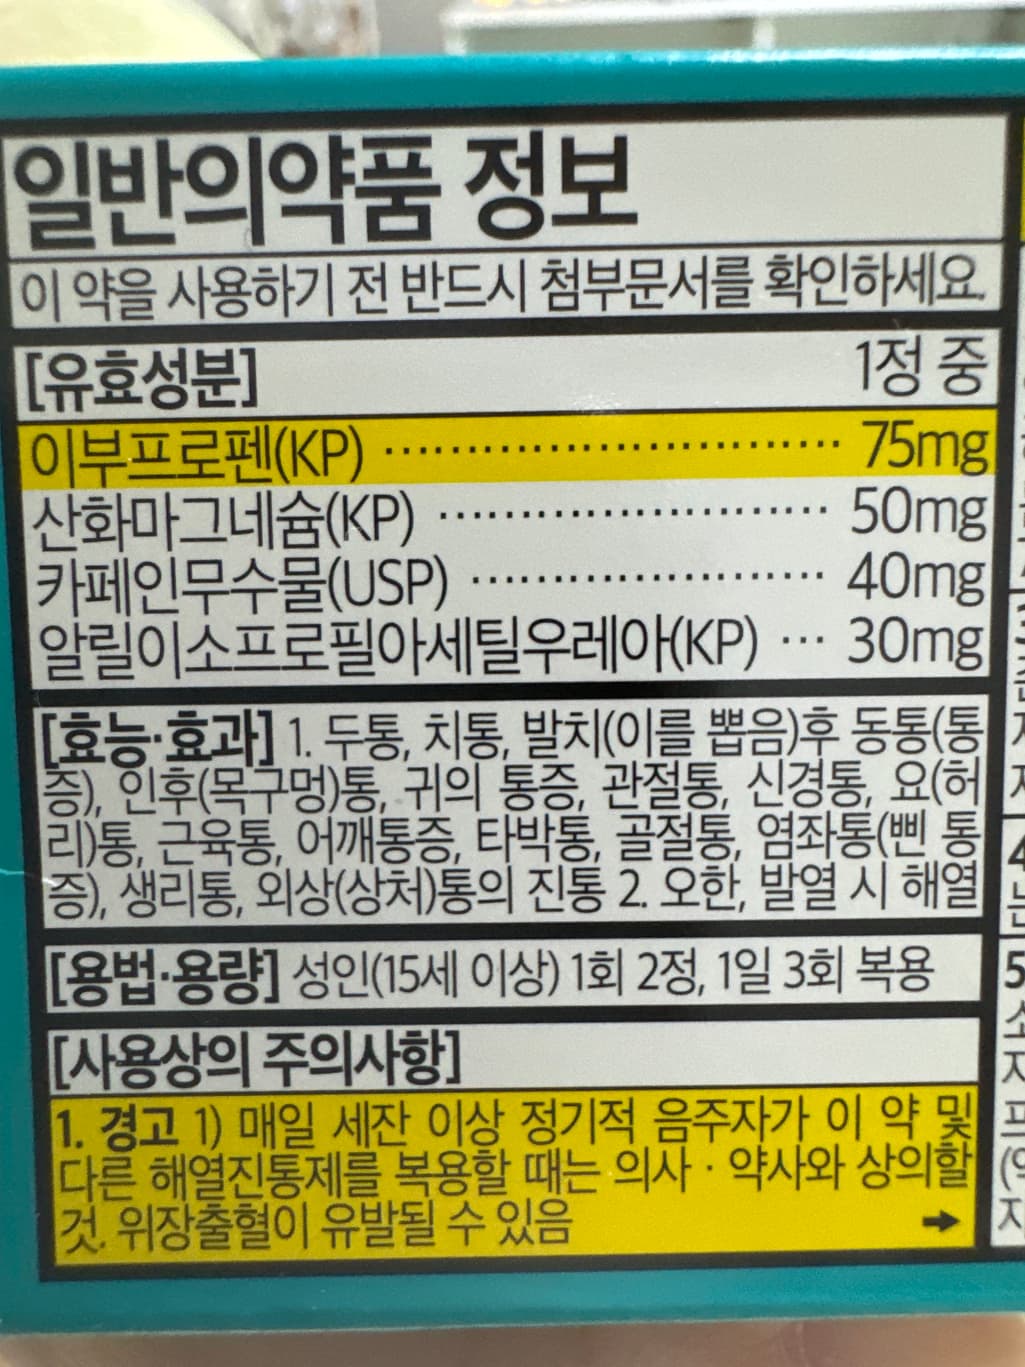 일반의약품 정보
이 약을 사용하기 전 반드시 첨부문서를 확인하세요.
[유효성분] 1정 중
이부프로펜(KP) ··························· 75mg
산화마그네슘(KP) ······················· 50mg
카페인무수물(USP) ····················· 40mg
알릴이소프로필아세틸우레아(KP) ··· 30mg
[효능·효과] 1. 두통, 치통, 발치(이를 뽑음)후 동통(통
증), 인후(목구멍)통, 귀의 통증, 관절통, 신경통, 요(허
리)통, 근육통, 어깨통증, 타박통, 골절통, 염좌통(삔 통
증), 생리통, 외상(상처)통의 진통 2. 오한, 발열 시 해열
[용법·용량] 성인(15세 이상) 1회 2정, 1일 3회 복용
[사용상의 주의사항]
1. 경고 1) 매일 세잔 이상 정기적 음주자가 이 약 및
다른 해열진통제를 복용할 때는 의사·약사와 상의할
것. 위장출혈이 유발될 수 있음 →